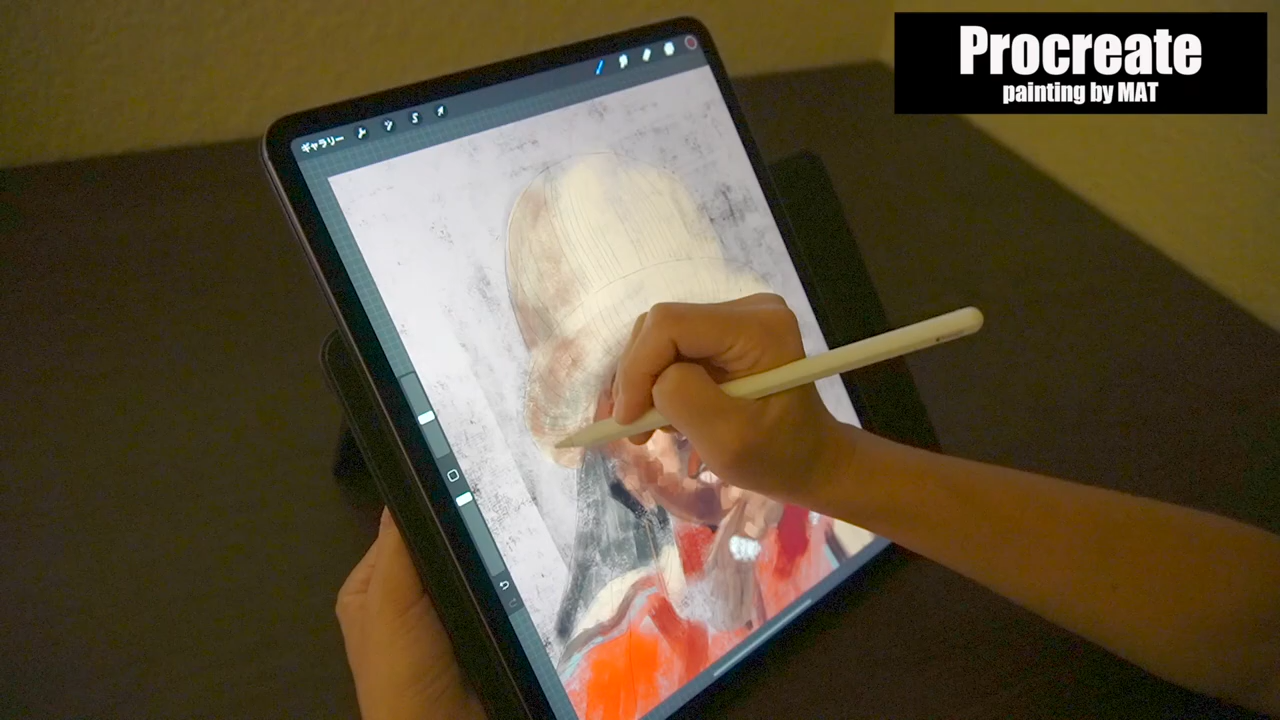 Procreate
painting by MAT
ギャラリー